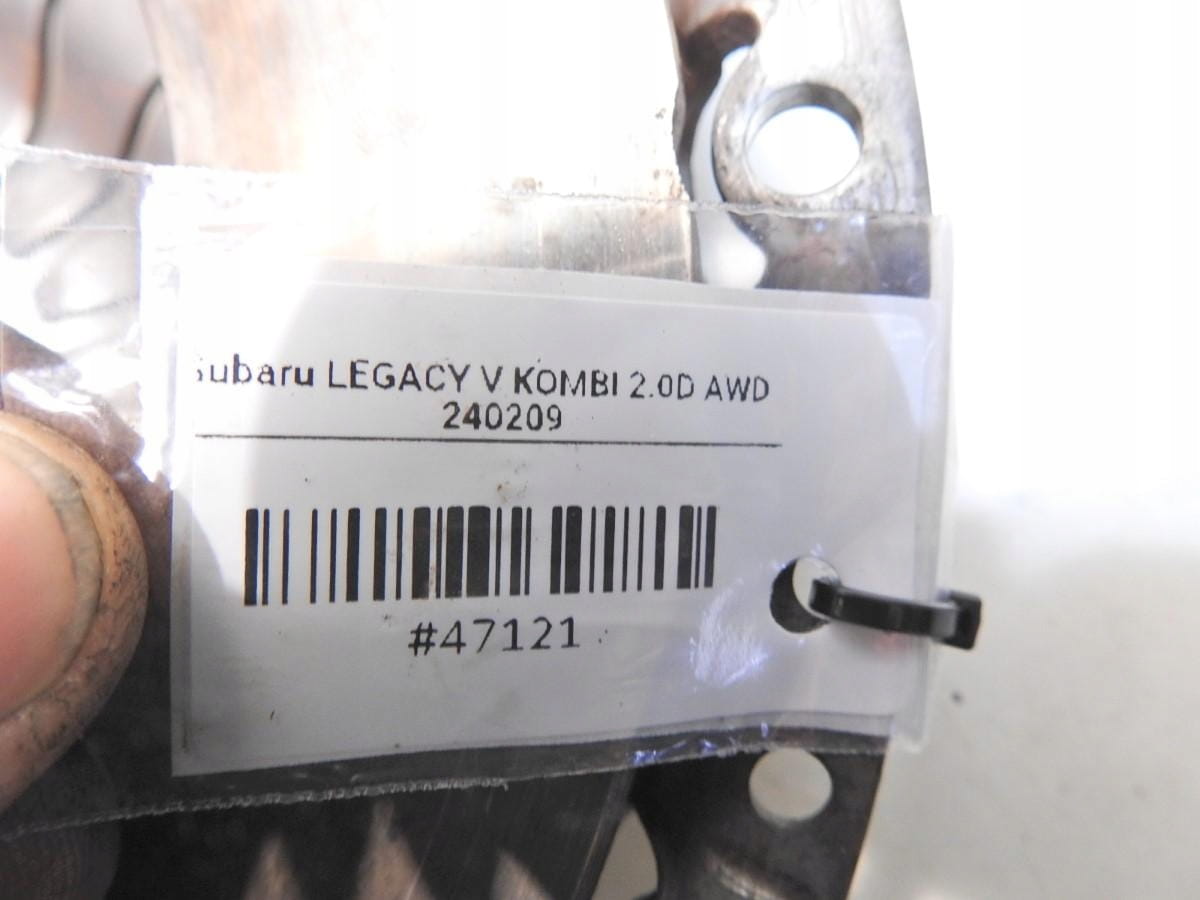 Subaru LEGACY V KOMBI 2.0D AWD
240209
#47121